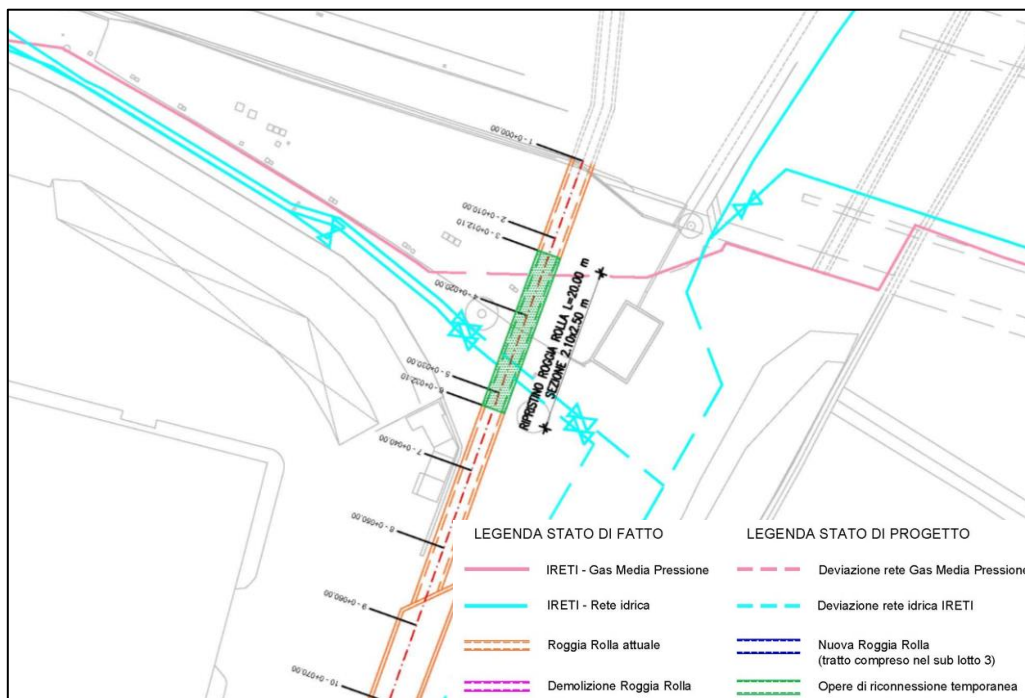 1 - 0+000.00
2 - 0+010.00
3 - 0+012.10
4 - 0+020.00
5 - 0+030.00
6 - 0+032.10
7 - 0+040.00
8 - 0+050.00
9 - 0+060.00
10 - 0+070.00
RIPRISTINO ROGGIA ROLLA L=20.00 m
SEZIONE 2.10x2.50 m
LEGENDA STATO DI FATTO
IRETI - Gas Media Pressione
IRETI - Rete idrica
Roggia Rolla attuale
Demolizione Roggia Rolla
LEGENDA STATO DI PROGETTO
Deviazione rete Gas Media Pressione
Deviazione rete idrica IRETI
Nuova Roggia Rolla
(tratto compreso nel sub lotto 3)
Opere di riconnessione temporanea